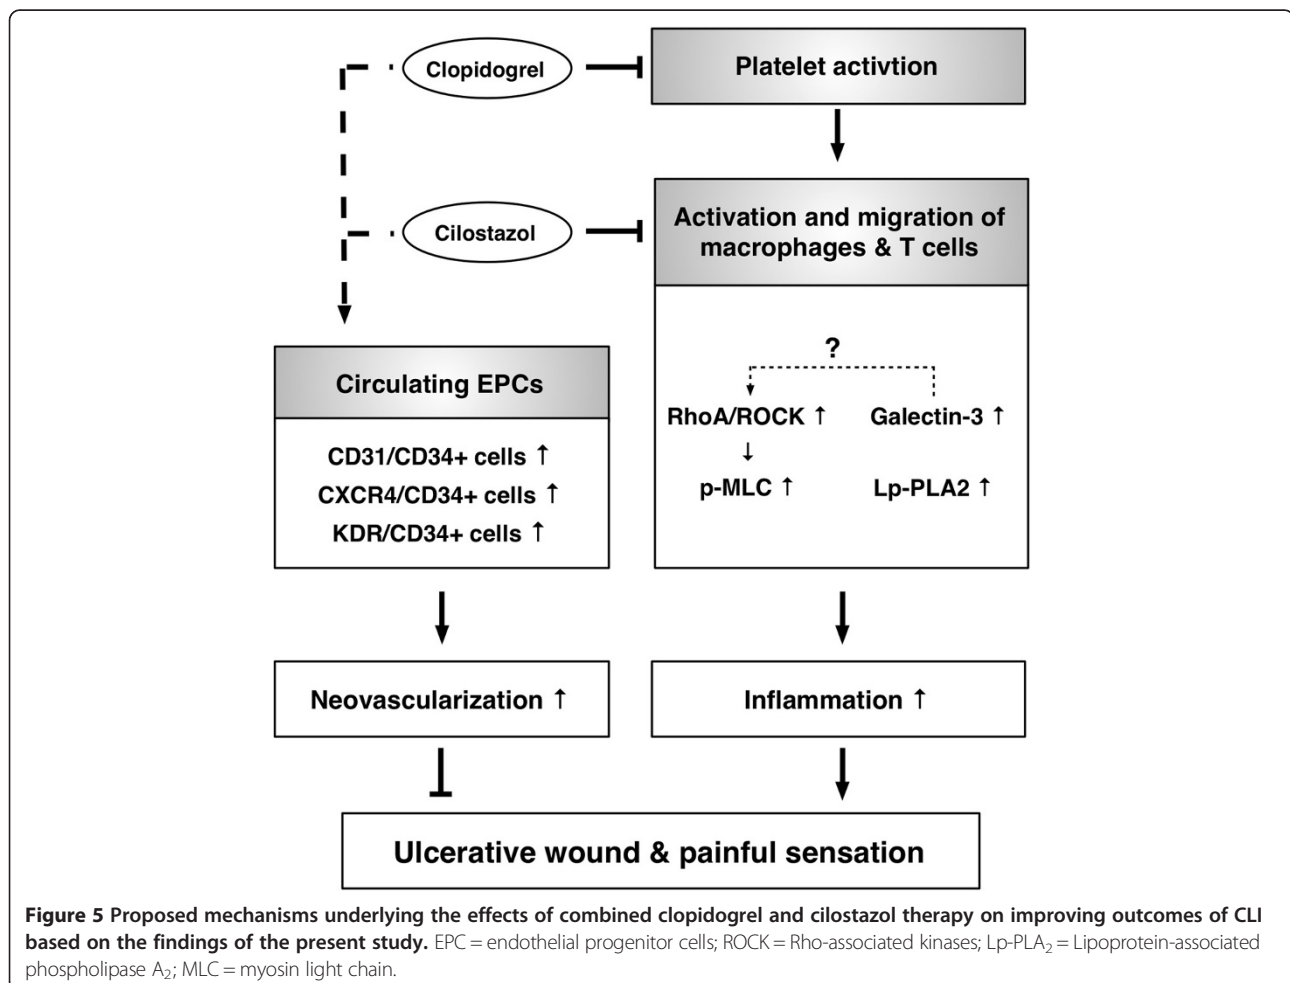 Clopidogrel
Platelet activtion
Cilostazol
Activation and migration of
macrophages & T cells
?
RhoA/ROCK ↑
Galectin-3 ↑
↓
p-MLC ↑
Lp-PLA2 ↑
Circulating EPCs
CD31/CD34+ cells ↑
CXCR4/CD34+ cells ↑
KDR/CD34+ cells ↑
Neovascularization ↑
Inflammation ↑
Ulcerative wound & painful sensation
Figure 5 Proposed mechanisms underlying the effects of combined clopidogrel and cilostazol therapy on improving outcomes of CLI
based on the findings of the present study. EPC = endothelial progenitor cells; ROCK = Rho-associated kinases; Lp-PLA₂ = Lipoprotein-associated
phospholipase A₂; MLC = myosin light chain.